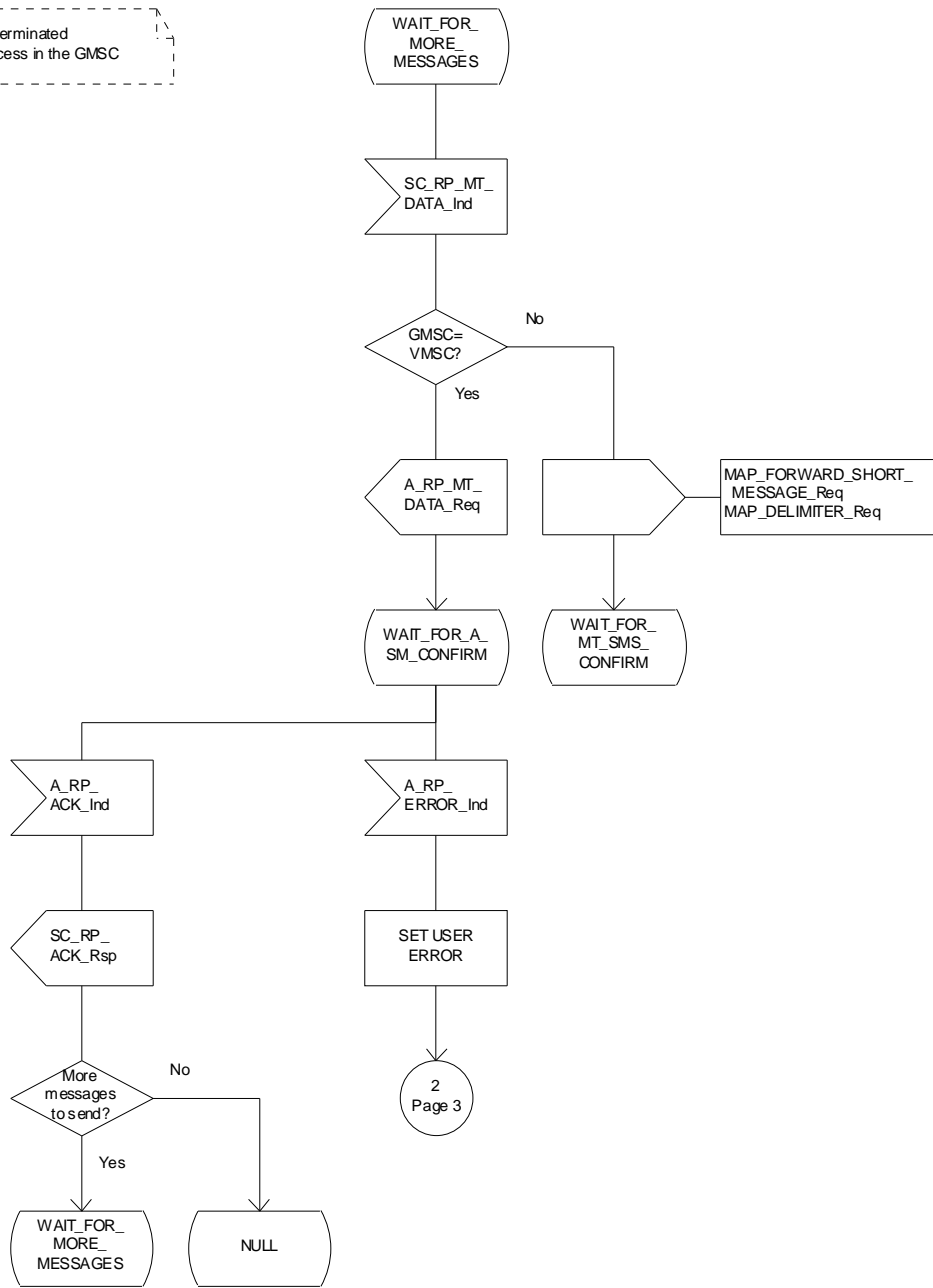 erminated
cess in the GMSC
WAIT_FOR_
MORE_
MESSAGES
SC_RP_MT_
DATA_Ind
GMSC=
VMSC?
No
Yes
A_RP_MT_
DATA_Req
MAP_FORWARD_SHORT_
MESSAGE_Req
MAP_DELIMITER_Req
WAIT_FOR_A_
SM_CONFIRM
WAIT_FOR_
MT_SMS_
CONFIRM
A_RP_
ACK_Ind
A_RP_
ERROR_Ind
SC_RP_
ACK_Rsp
SET USER
ERROR
More
messages
to send?
No
Yes
2
Page 3
WAIT_FOR_
MORE_
MESSAGES
NULL